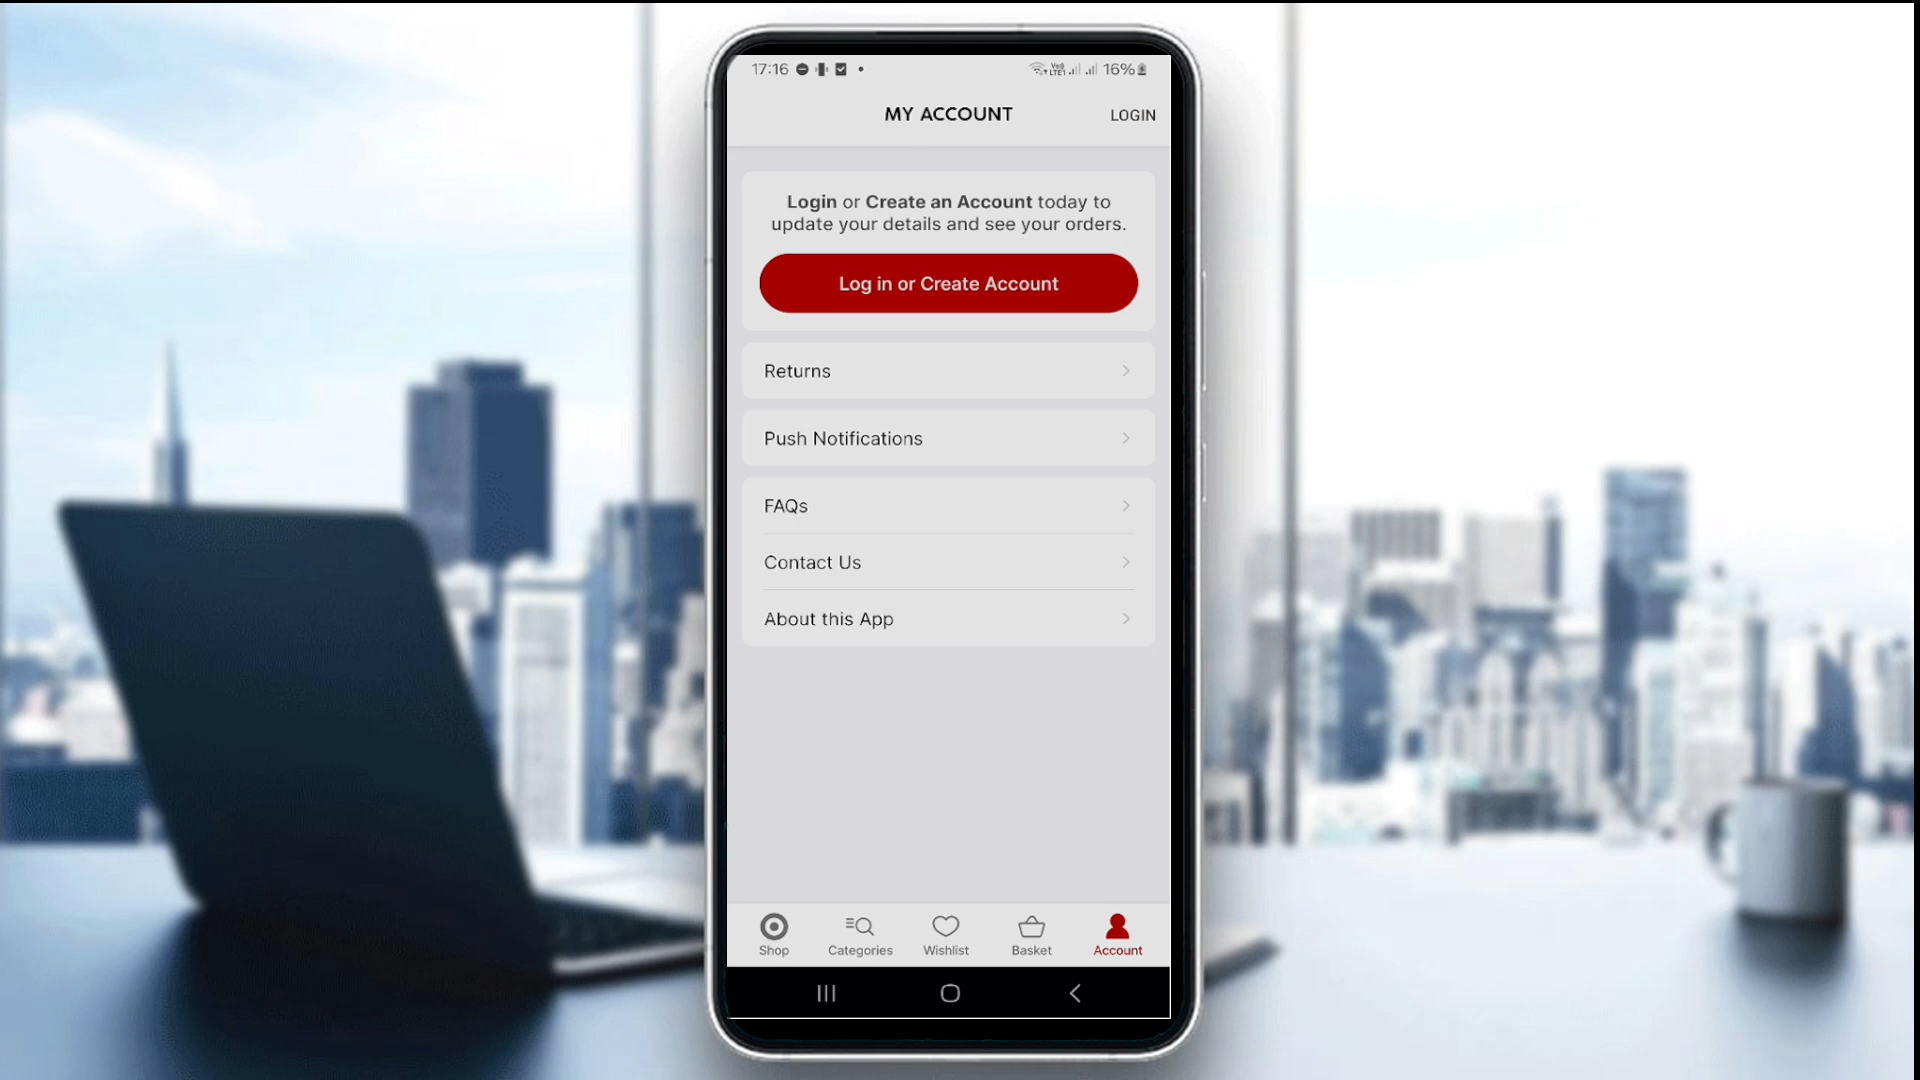 17:16 16%
MY ACCOUNT LOGIN
Login or Create an Account today to
update your details and see your orders.
Log in or Create Account
Returns
Push Notifications
FAQs
Contact Us
About this App
Shop Categories Wishlist Basket Account